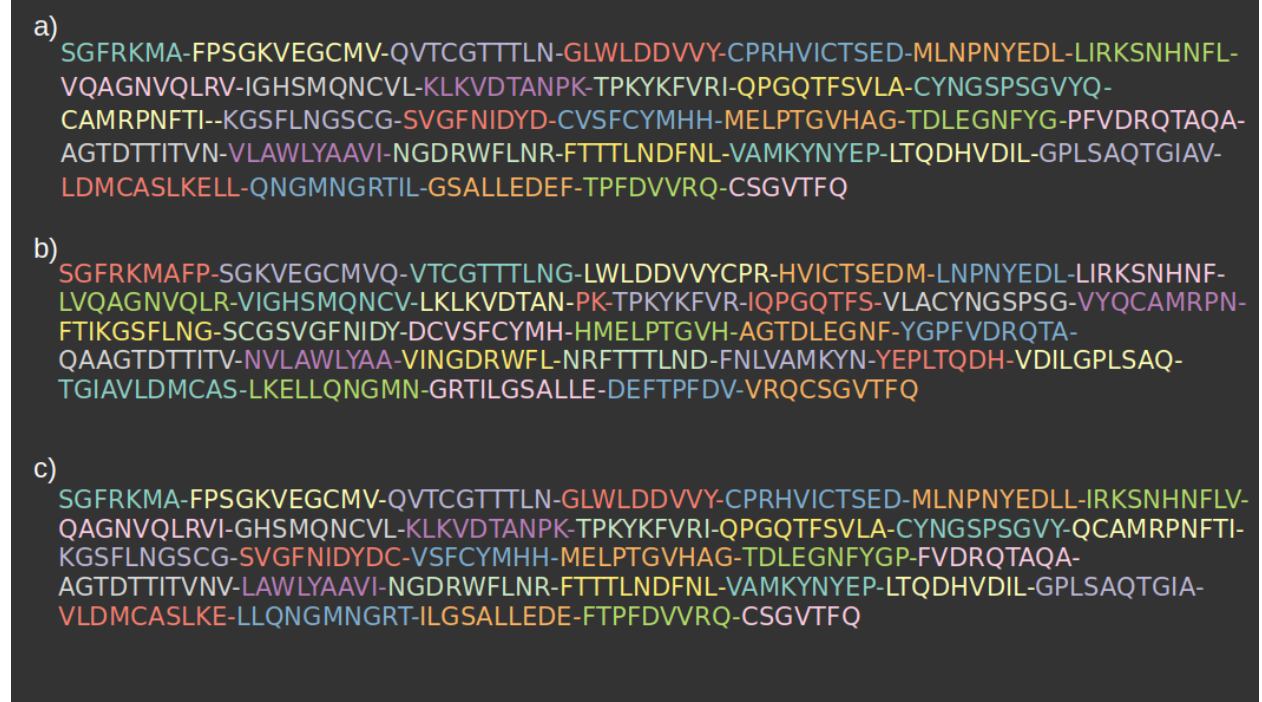 a)
SGFRKMA-FPSGKVEGCMV-QVTCGTTTLN-GLWLDDVVY-CPRHVICTSED-MLNPNYEDL-LIRKSNHNFL-
VQAGNVQLRV-IGHSMQNCVL-KLKVDTANPK-TPKYKFVRI-QPGQTFSVLA-CYNGSPSGVYQ-
CAMRPNFTI--KGSFLNGSCG-SVGFNIDYD-CVSFCYMHH-MELPTGVHAG-TDLEGNFYG-PFVDRQTAQA-
AGTDTTITVN-VLAWLYAAVI-NGDRWFLNR-FTTTLNDFNL-VAMKYNYEP-LTQDHVDIL-GPLSAQTGIAV-
LDMCASLKELL-QNGMNGRTIL-GSALLEDEF-TPFDVVRQ-CSGVTFQ
b)
SGFRKMAFP-SGKVEGCMVQ-VTCGTTTLNG-LWLDDVVYCPR-HVICTSEDM-LNPNYEDL-LIRKSNHNF-
LVQAGNVQLR-VIGHSMQNCV-LKLKVDTAN-PK-TPKYKFVR-IQPGQTFS-VLACYNGSPSG-VYQCAMRPN-
FTIKGSFLNG-SCGSVGFNIDY-DCVSFCYMH-HMELPTGVH-AGTDLEGNF-YGPFVDRQTA-
QAAGTDTTITV-NVLAWLYAA-VINGDRWFL-NRFTTTLND-FNLVAMKYN-YEPLTQDH-VDILGPLSAQ-
TGIAVLDMCAS-LKELLQNGMN-GRTILGSALLE-DEFTPFDV-VRQCSGVTFQ
c)
SGFRKMA-FPSGKVEGCMV-QVTCGTTTLN-GLWLDDVVY-CPRHVICTSED-MLNPNYEDLL-IRKSNHNFLV-
QAGNVQLRVI-GHSMQNCVL-KLKVDTANPK-TPKYKFVRI-QPGQTFSVLA-CYNGSPSGVY-QCAMRPNFTI-
KGSFLNGSCG-SVGFNIDYDC-VSFCYMHH-MELPTGVHAG-TDLEGNFYGP-FVDRQTAQA-
AGTDTTITVNV-LAWLYAAVI-NGDRWFLNR-FTTTLNDFNL-VAMKYNYEP-LTQDHVDIL-GPLSAQTGIA-
VLDMCASLKE-LLQNGMNGRT-ILGSALLEDE-FTPFDVVRQ-CSGVTFQ